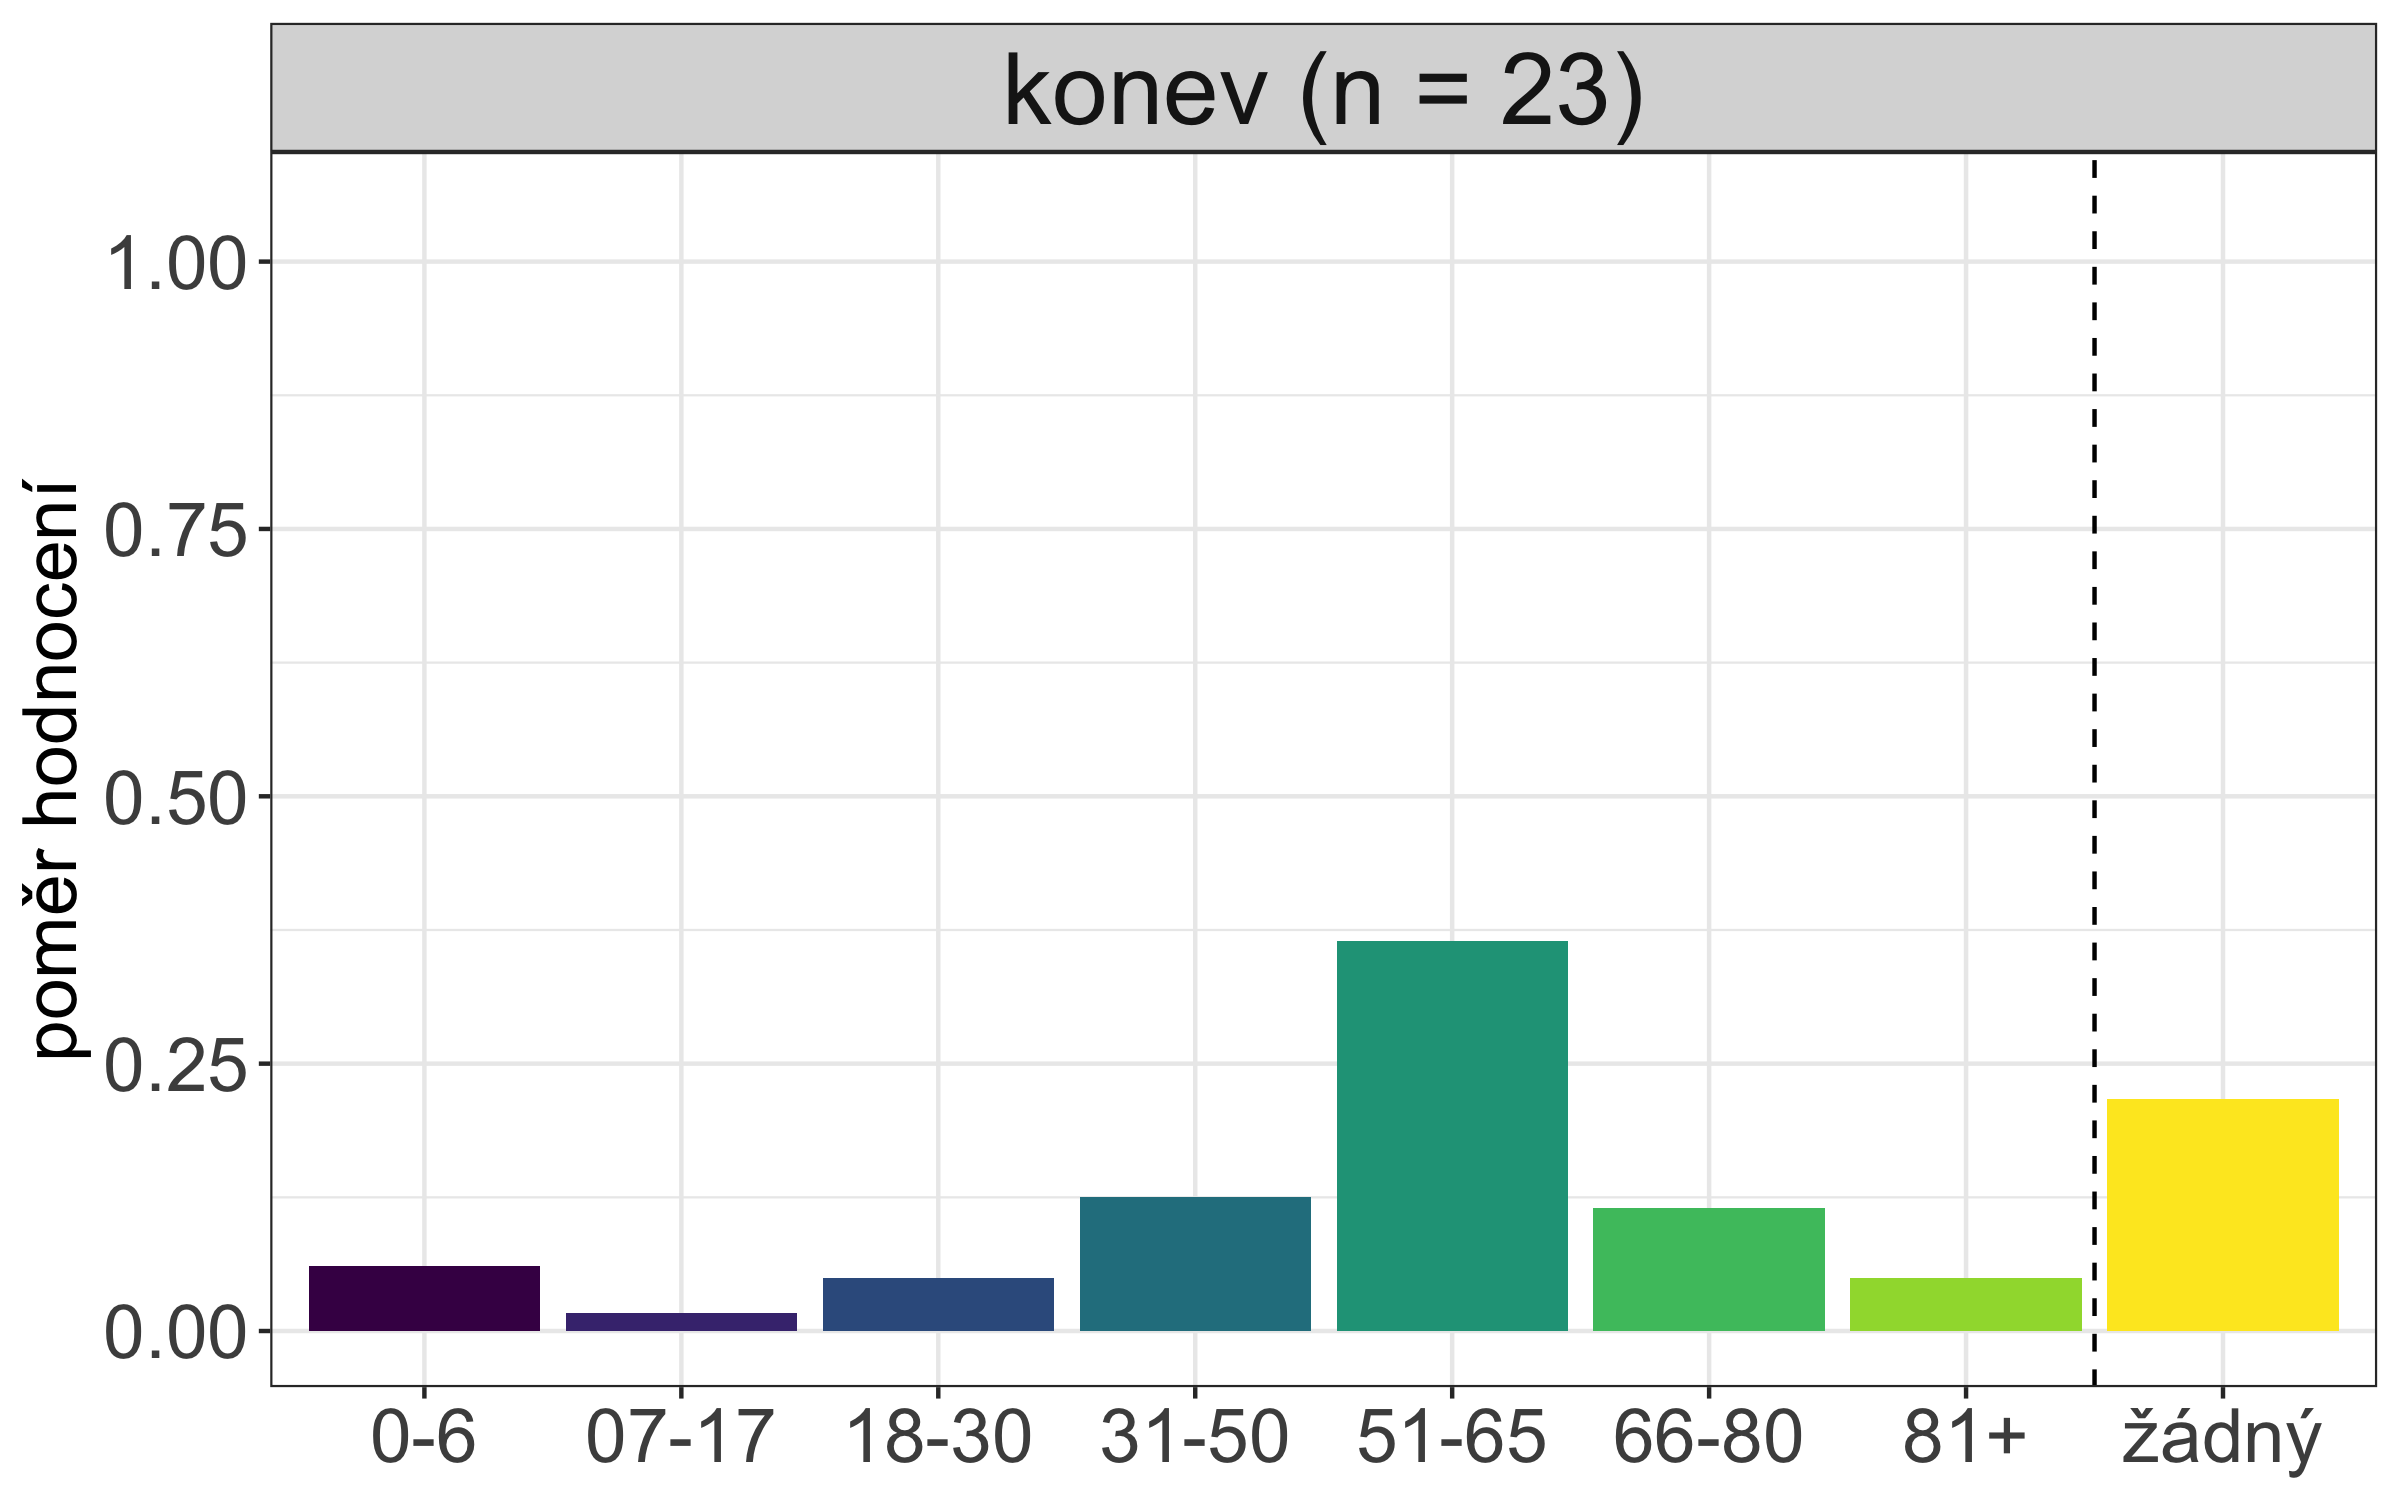 konev (n = 23)
poměr hodnocení
1.00
0.75
0.50
0.25
0.00
0-6 07-17 18-30 31-50 51-65 66-80 81+ žádný